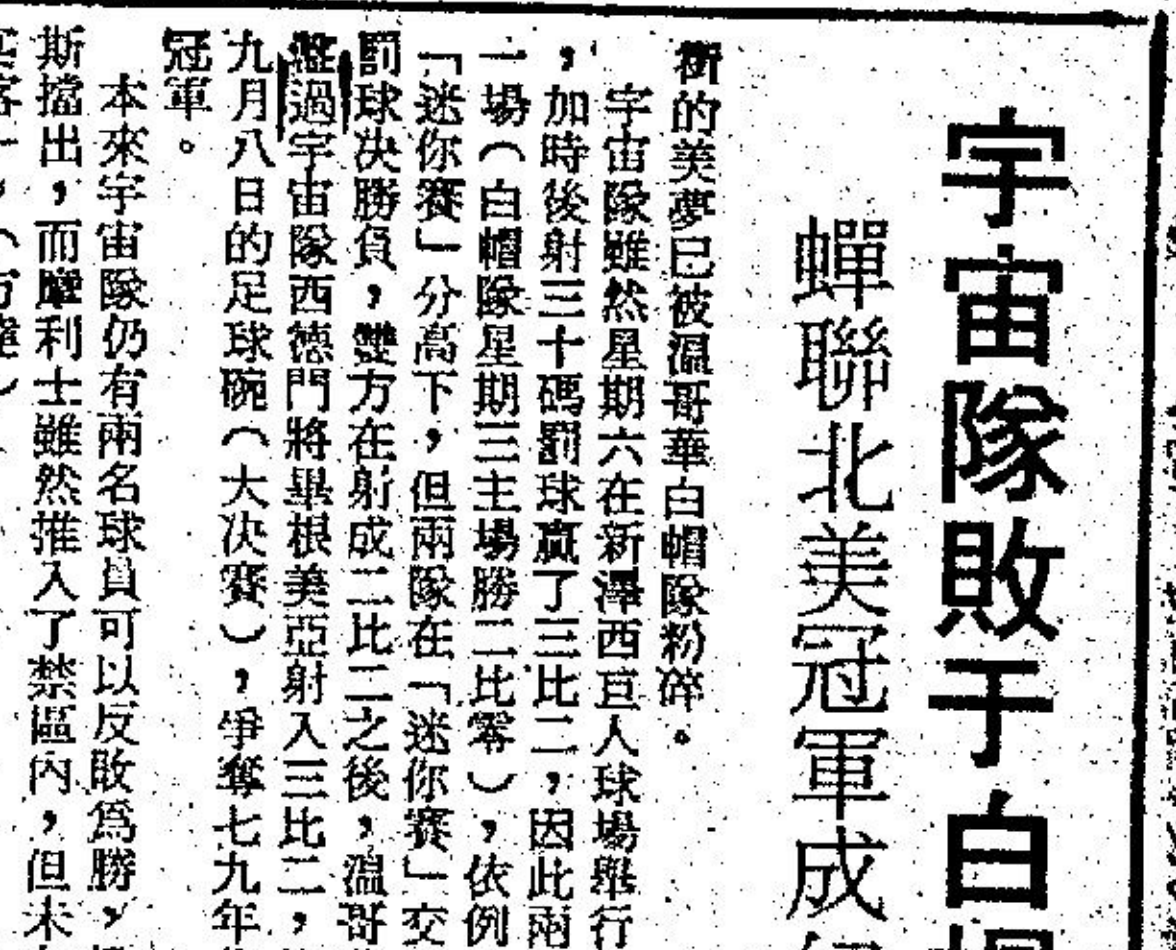 宇宙隊敗于白
蟬聯北美冠軍成
衛的美夢已被溫哥華白帽隊粉碎。
宇宙隊雖然星期六在新澤西巨人球場舉行
,加時後射三十碼罰球贏了三比二,因此兩
一場(白帽隊星期三主場勝二比零),依例
「迷你賽」分高下,但兩隊在「迷你賽」交
罰球决勝負,雙方在射成二比二之後,溫哥
過宇宙隊西德門將畢根美亞射入三比二,
九月八日的足球碗(大决賽),爭奪七九年
冠軍。
本來宇宙隊仍有兩名球員可以反敗爲勝,
斯擋出,而摩利士雖然推入了禁區內,但未